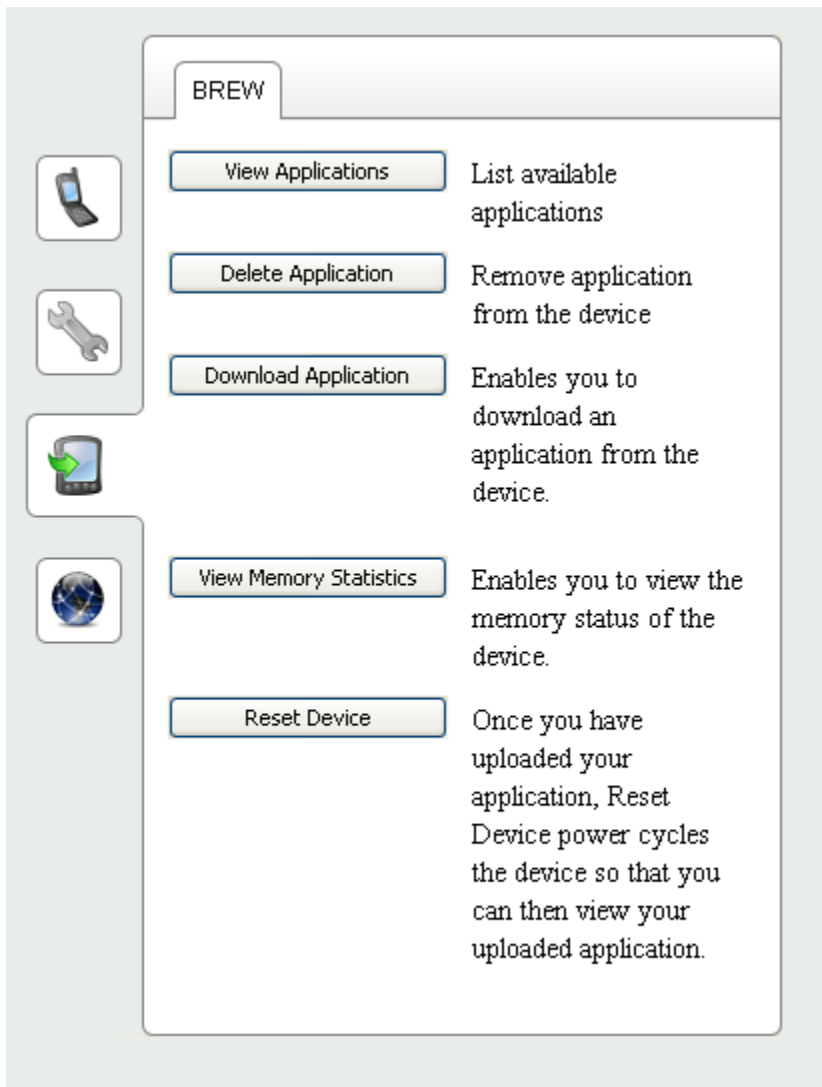 BREW
View Applications
List available
applications
Delete Application
Remove application
from the device
Download Application
Enables you to
download an
application from the
device.
View Memory Statistics
Enables you to view the
memory status of the
device.
Reset Device
Once you have
uploaded your
application, Reset
Device power cycles
the device so that you
can then view your
uploaded application.